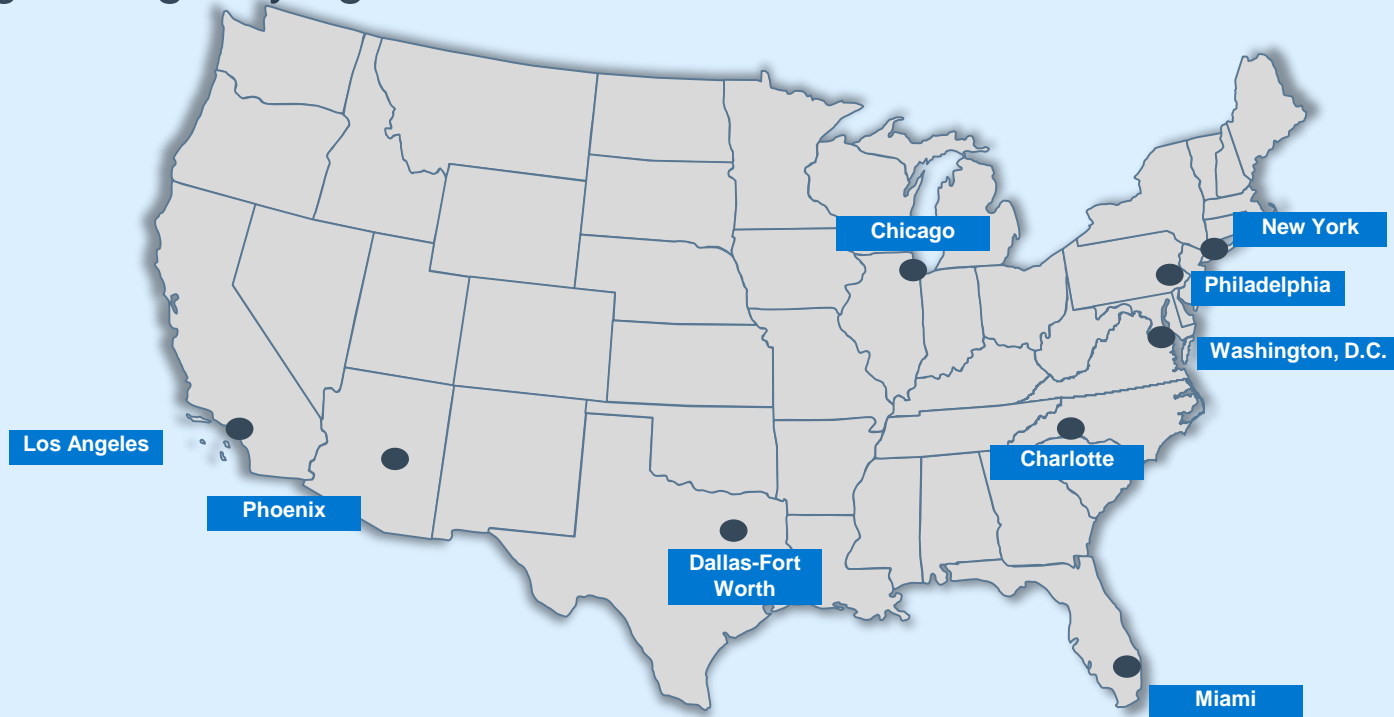 Chicago
New York
Philadelphia
Washington, D.C.
Los Angeles
Charlotte
Phoenix
Dallas-Fort
Worth
Miami